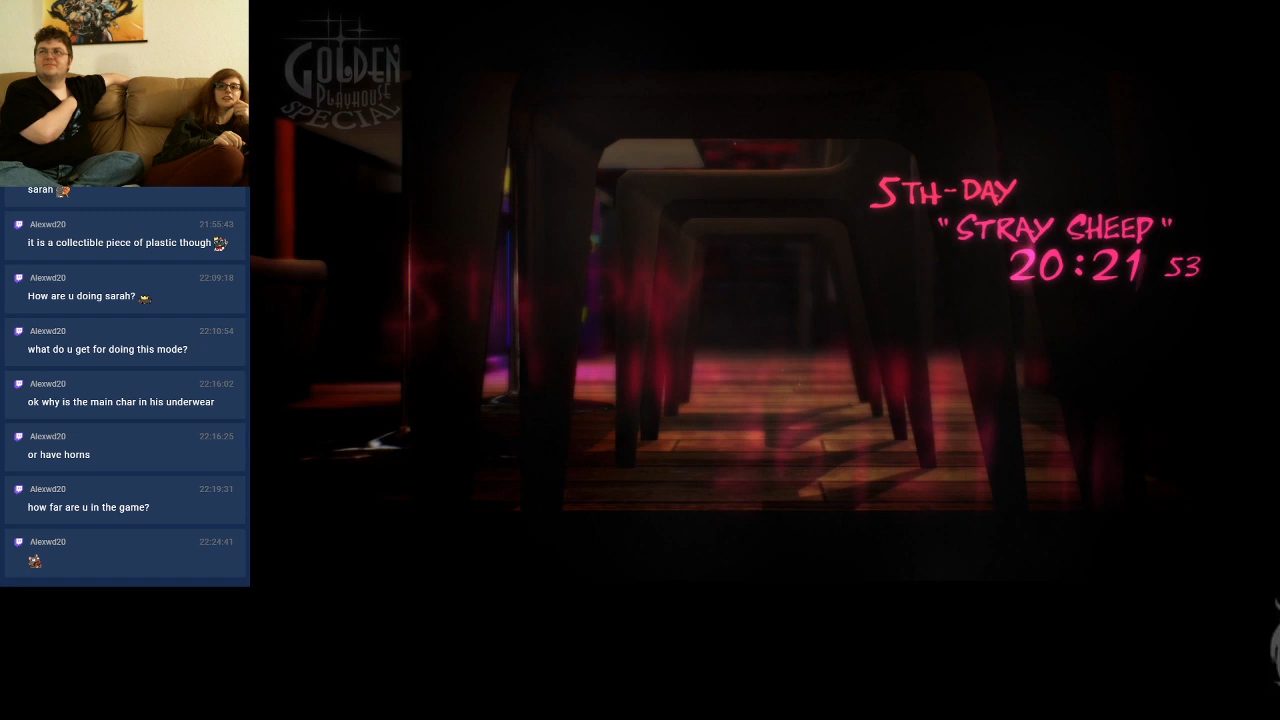 sarah
Alexwd20 21:55:43
it is a collectible piece of plastic though
Alexwd20 22:09:18
How are u doing sarah?
Alexwd20 22:10:54
what do u get for doing this mode?
Alexwd20 22:16:02
ok why is the main char in his underwear
Alexwd20 22:16:25
or have horns
Alexwd20 22:19:31
how far are u in the game?
Alexwd20 22:24:41
GOLDEN
PLAYHOUSE
SPECIAL
5TH-DAY
"STRAY SHEEP"
20:21 53